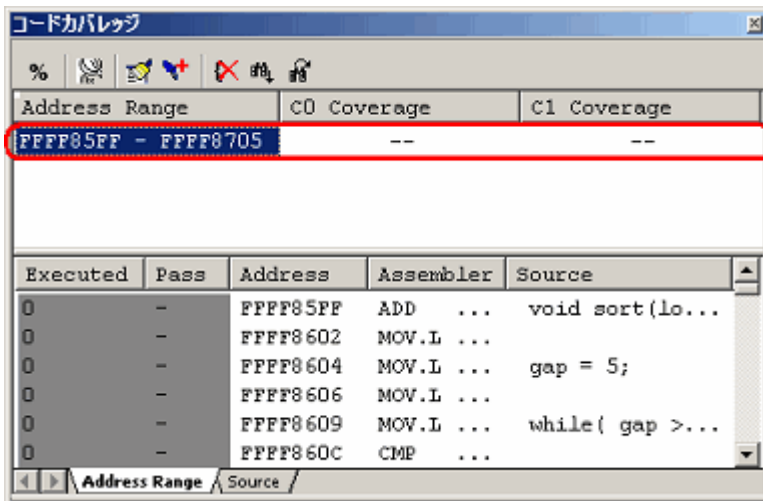 コードカバレッジ
%
Address Range C0 Coverage C1 Coverage
FFFF85FF - FFFF8705 -- --
Executed Pass Address Assembler Source
0 - FFFF85FF ADD ... void sort(lo...
0 - FFFF8602 MOV.L ...
0 - FFFF8604 MOV.L ... gap = 5;
0 - FFFF8606 MOV.L ...
0 - FFFF8609 MOV.L ... while( gap >...
0 - FFFF860C CMP ...
Address Range Source